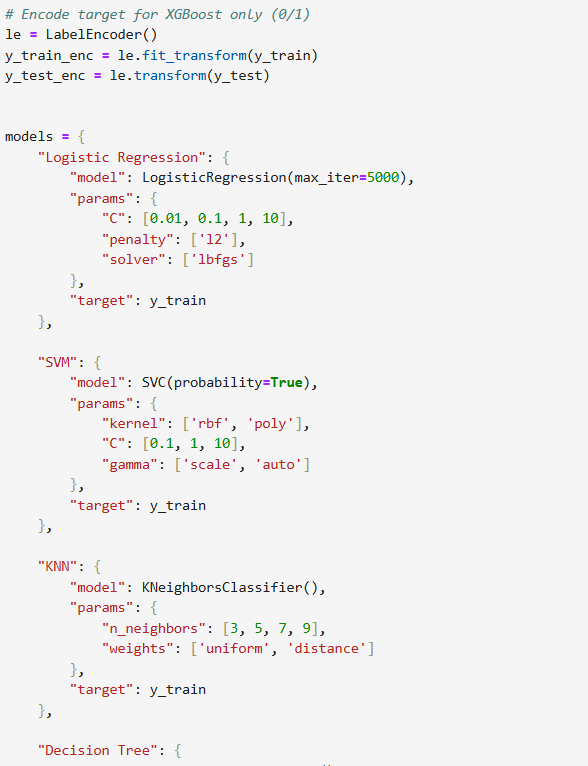 # Encode target for XGBoost only (0/1)
le = LabelEncoder()
y_train_enc = le.fit_transform(y_train)
y_test_enc = le.transform(y_test)
models = {
    "Logistic Regression": {
        "model": LogisticRegression(max_iter=5000),
        "params": {
            "C": [0.01, 0.1, 1, 10],
            "penalty": ['l2'],
            "solver": ['lbfgs']
        },
        "target": y_train
    },
    "SVM": {
        "model": SVC(probability=True),
        "params": {
            "kernel": ['rbf', 'poly'],
            "C": [0.1, 1, 10],
            "gamma": ['scale', 'auto']
        },
        "target": y_train
    },
    "KNN": {
        "model": KNeighborsClassifier(),
        "params": {
            "n_neighbors": [3, 5, 7, 9],
            "weights": ['uniform', 'distance']
        },
        "target": y_train
    },
    "Decision Tree": {